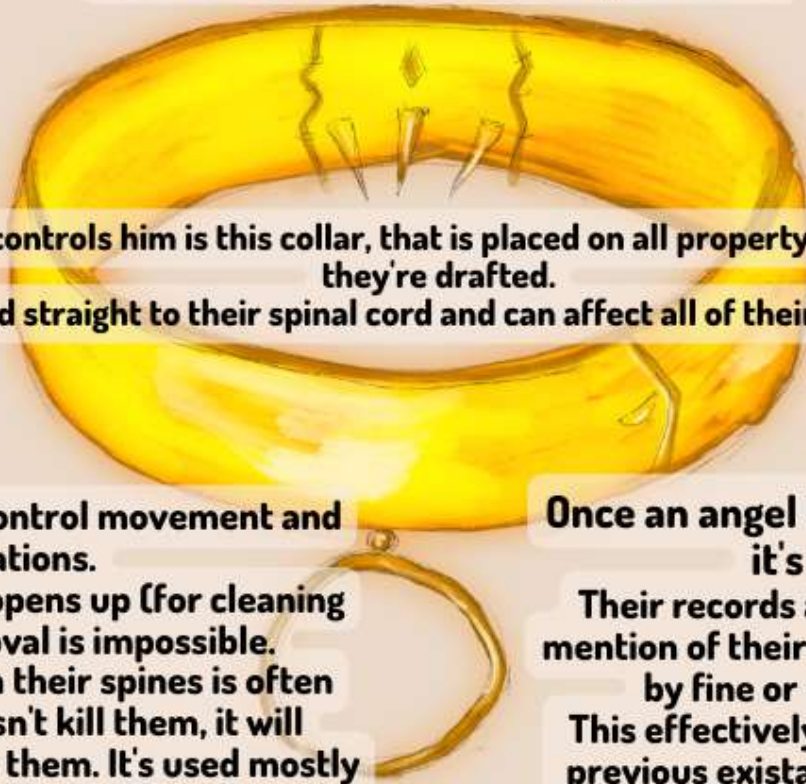 controls him is this collar, that is placed on all property
they're drafted.
d straight to their spinal cord and can affect all of their
ontrol movement and
ations.
opens up (for cleaning
oval is impossible.
their spines is often
sn't kill them, it will
them. It's used mostly
Once an angel
it's
Their records
mention of their
by fine or
This effectively
previous exista